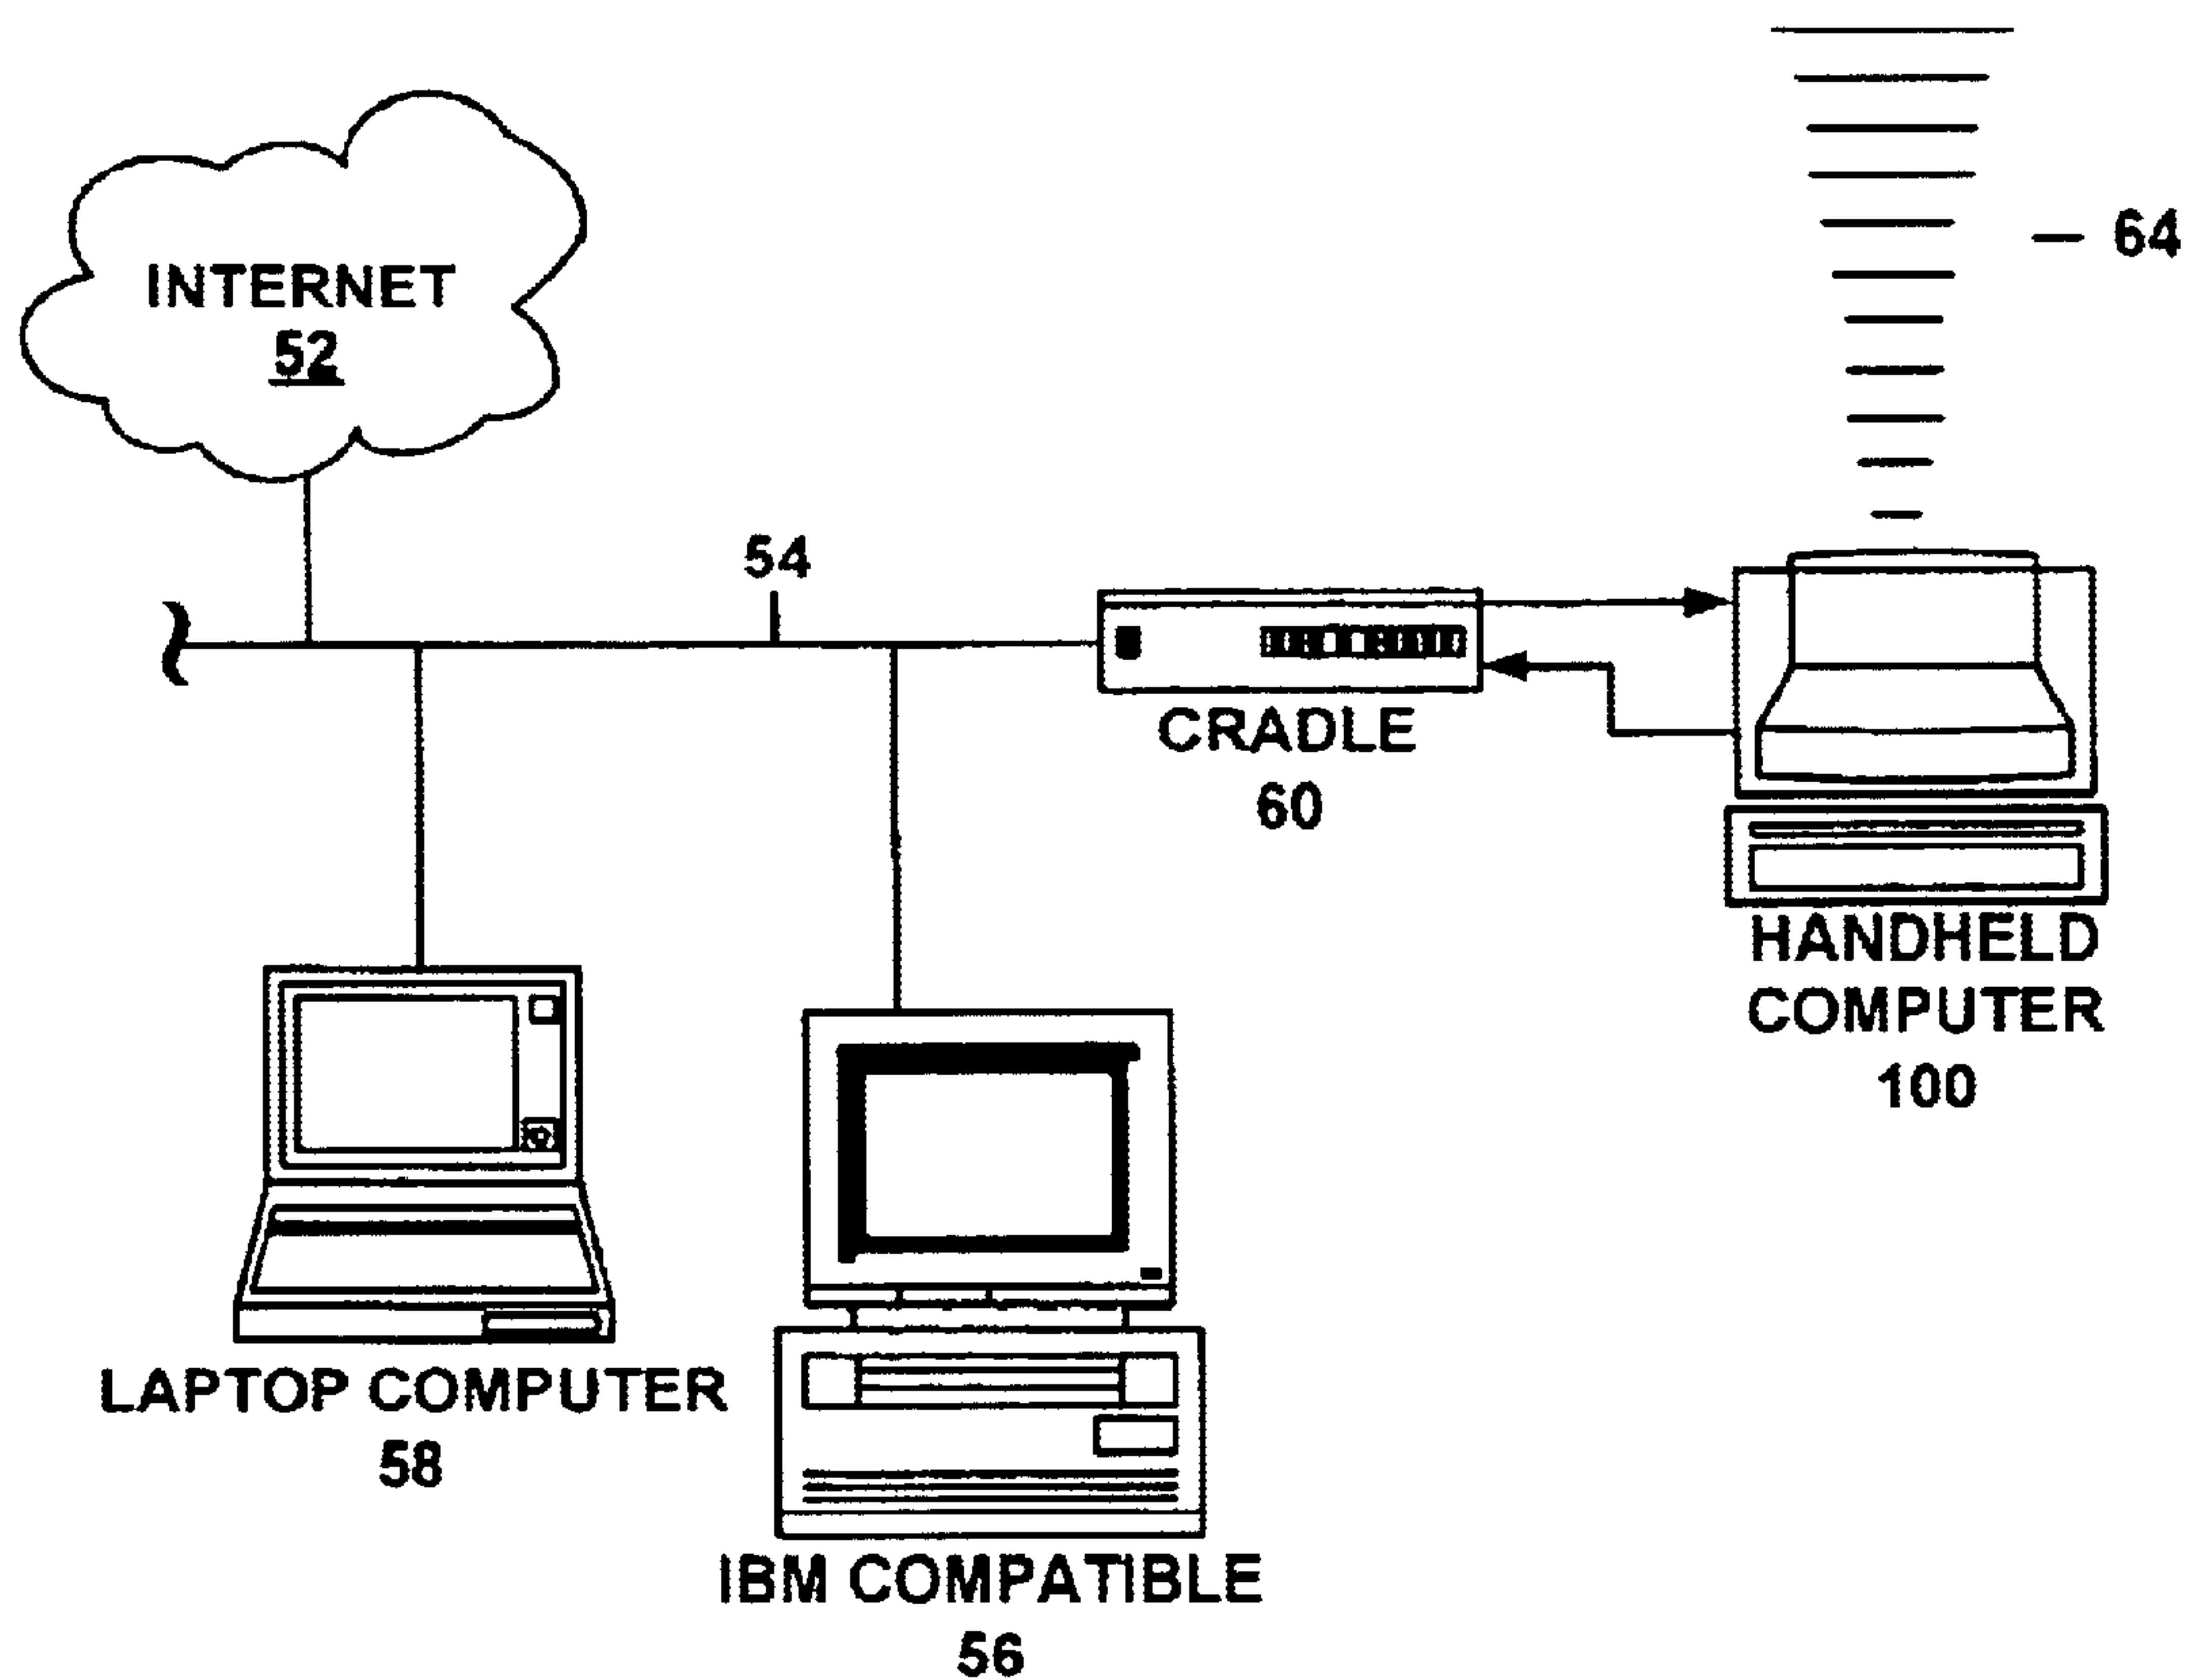 INTERNET
52
64
54
CRADLE
60
HANDHELD
COMPUTER
100
LAPTOP COMPUTER
58
IBM COMPATIBLE
56